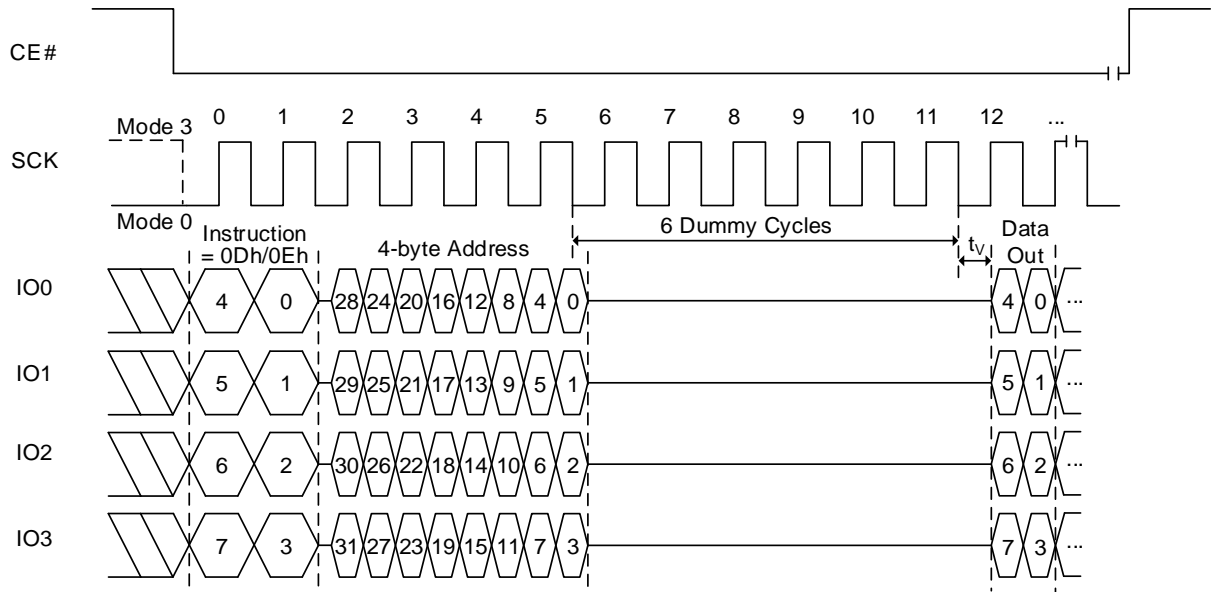 CE#
0 1 2 3 4 5 6 7 8 9 10 11 12 ...
Mode 3
SCK
Mode 0
Instruction
= 0Dh/0Eh
4-byte Address
6 Dummy Cycles
tV
Data
Out
IO0 4 0 28 24 20 16 12 8 4 0 4 0 ...
IO1 5 1 29 25 21 17 13 9 5 1 5 1 ...
IO2 6 2 30 26 22 18 14 10 6 2 6 2 ...
IO3 7 3 31 27 23 19 15 11 7 3 7 3 ...